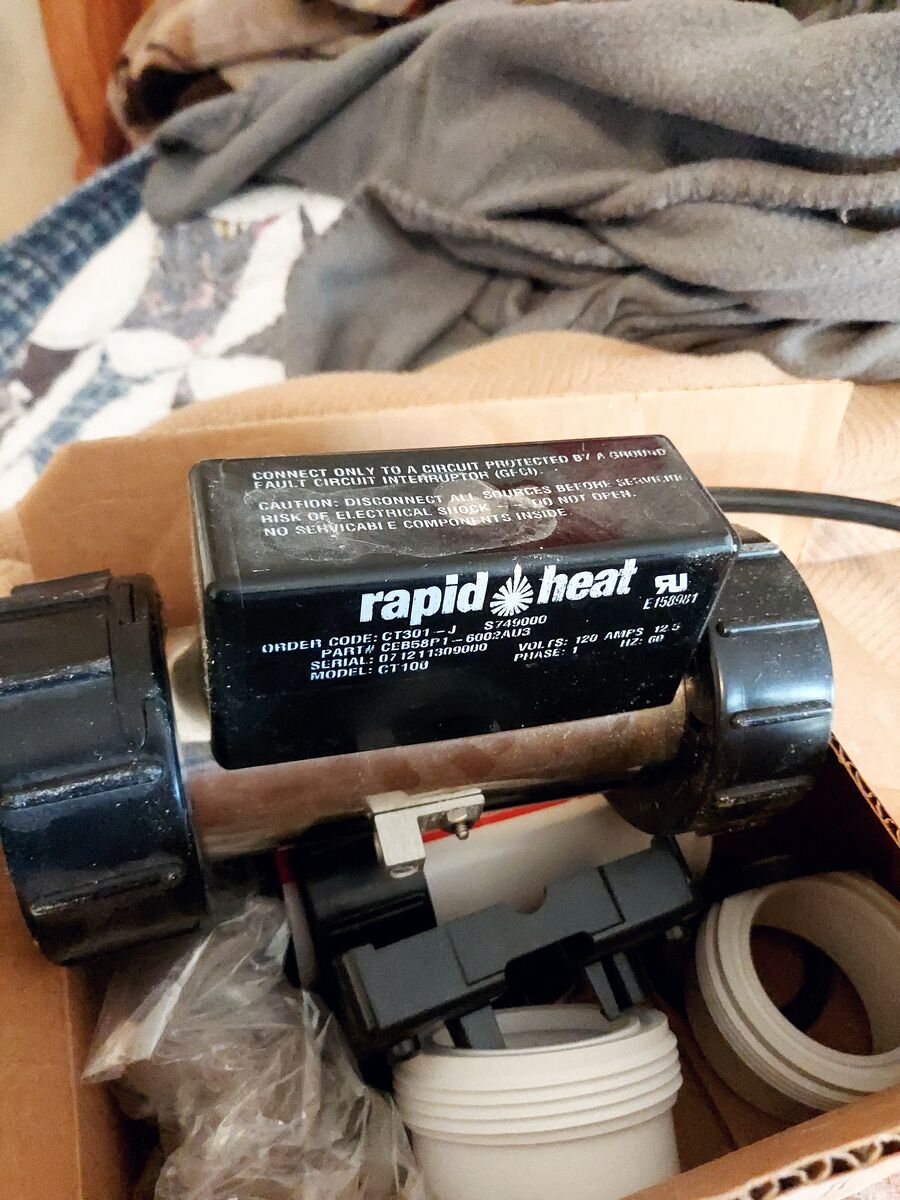 CONNECT ONLY TO A CIRCUIT PROTECTED BY A GROUND
FAULT CIRCUIT INTERRUPTOR (GFCI).
CAUTION: DISCONNECT ALL SOURCES BEFORE
RISK OF ELECTRICAL SHOCK -- DO NOT OPEN.
NO SERVICABLE COMPONENTS INSIDE.
rapid heat
RU
E158981
ORDER CODE: CT301-J S749000
PART# CEB58P1-6002AU3
SERIAL: 071211309000 VOLTS: 120 AMPS 12.5
MODEL: CT100 PHASE: 1 HZ: 60